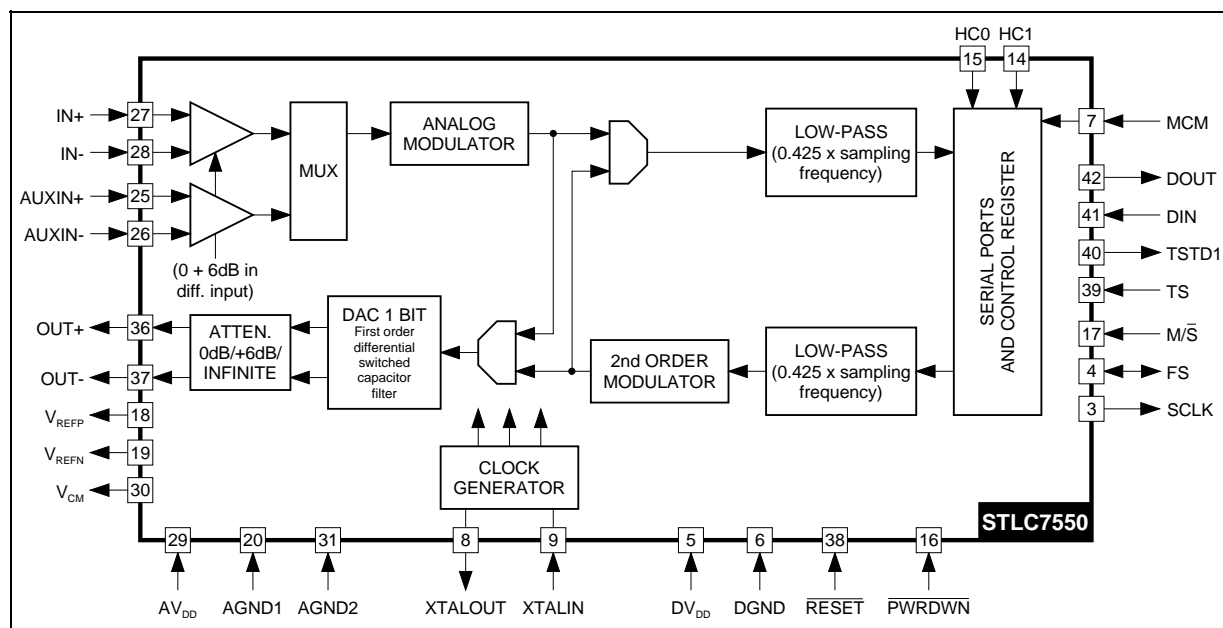 HC0 HC1
15 14
IN+ 27
IN- 28
AUXIN+ 25
AUXIN- 26
(0 + 6dB in
diff. input)
MUX
ANALOG
MODULATOR
LOW-PASS
(0.425 x sampling
frequency)
SERIAL PORTS
AND CONTROL REGISTER
7 MCM
42 DOUT
41 DIN
40 TSTD1
39 TS
17 M/S̅
4 FS
3 SCLK
OUT+ 36
OUT- 37
VREFP 18
VREFN 19
VCM 30
ATTEN.
0dB/+6dB/
INFINITE
DAC 1 BIT
First order
differential
switched
capacitor
filter
2nd ORDER
MODULATOR
LOW-PASS
(0.425 x sampling
frequency)
CLOCK
GENERATOR
STLC7550
29 20 31 8 9 5 6 38 16
AVDD AGND1 AGND2 XTALOUT XTALIN DVDD DGND R̅E̅S̅E̅T̅ P̅W̅R̅D̅W̅N̅